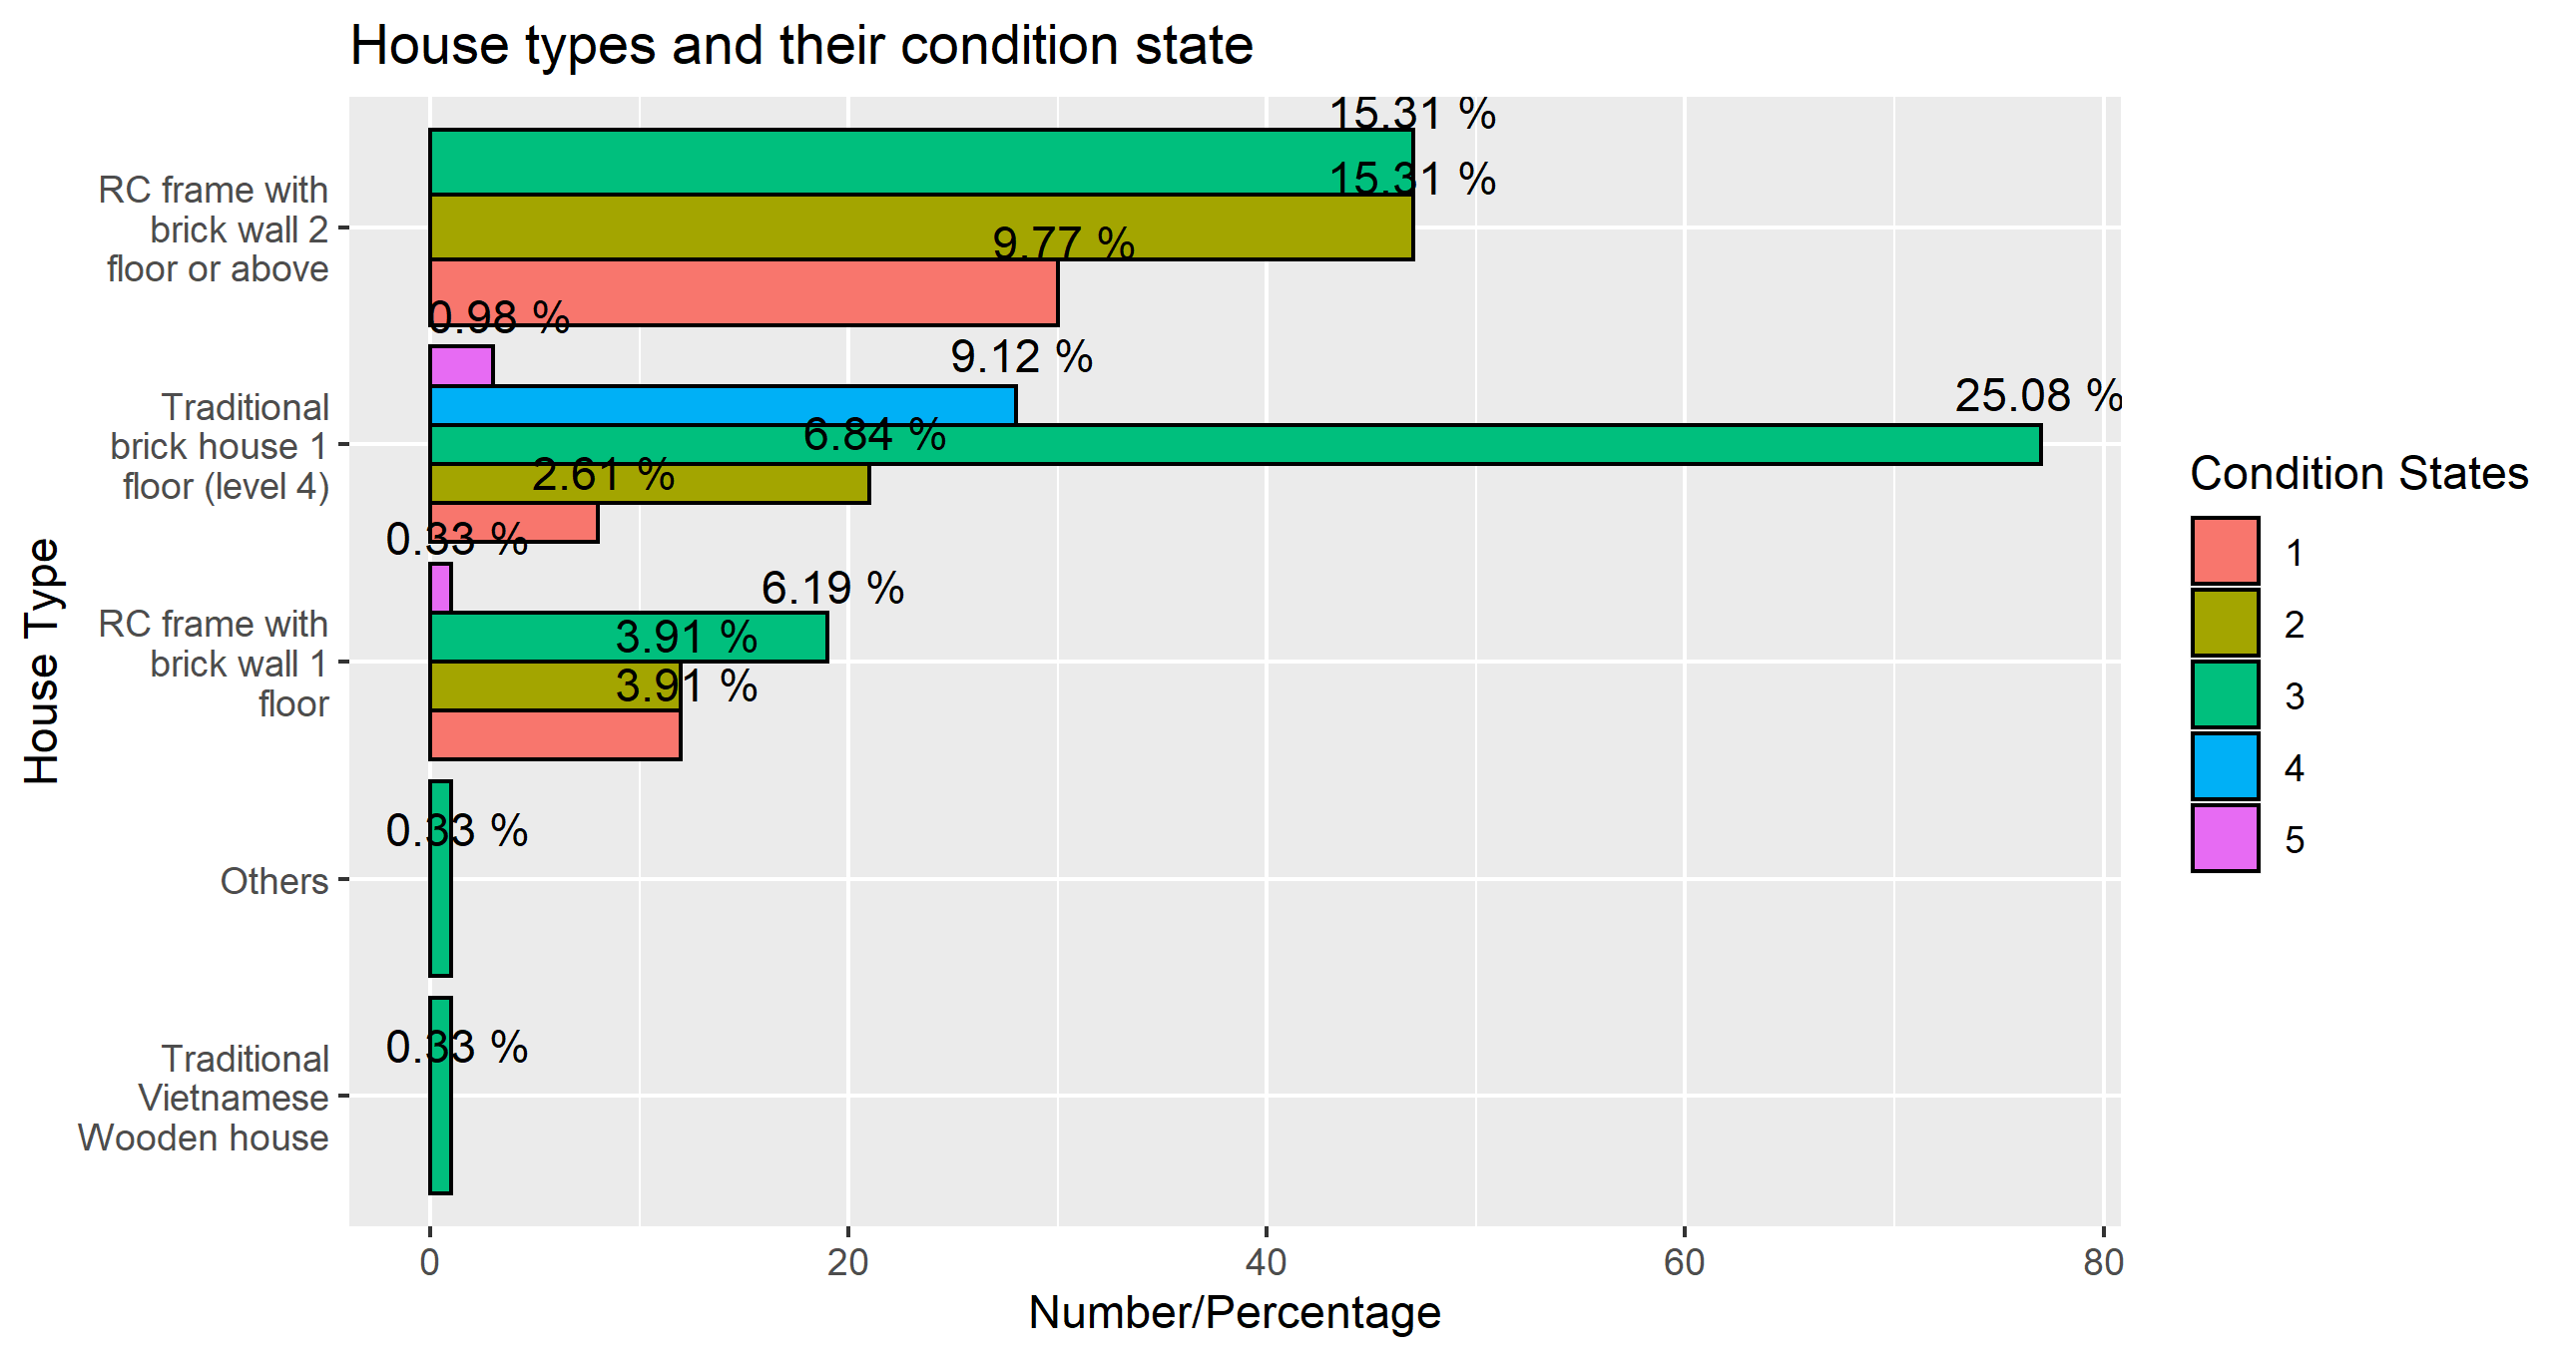 House types and their condition state
15.31 %
15.31 %
RC frame with
brick wall 2
floor or above
9.77 %
0.98 %
9.12 %
25.08 %
Traditional
brick house 1
floor (level 4)
6.84 %
2.61 %
0.33 %
6.19 %
RC frame with
brick wall 1
floor
3.91 %
3.91 %
0.33 %
Others
0.33 %
Traditional
Vietnamese
Wooden house
House Type
0
20
40
60
80
Number/Percentage
Condition States
1
2
3
4
5